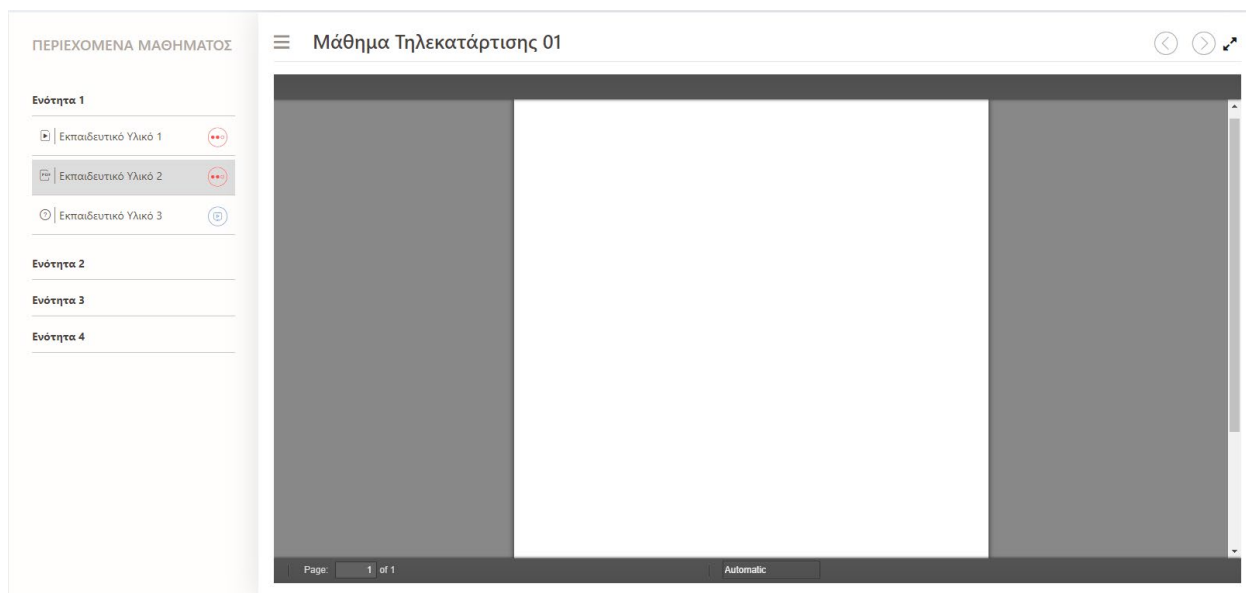 ΠΕΡΙΕΧΟΜΕΝΑ ΜΑΘΗΜΑΤΟΣ
Ενότητα 1
Εκπαιδευτικό Υλικό 1
PDF Εκπαιδευτικό Υλικό 2
? Εκπαιδευτικό Υλικό 3
Ενότητα 2
Ενότητα 3
Ενότητα 4
Μάθημα Τηλεκατάρτισης 01
Page: 1 of 1
Automatic